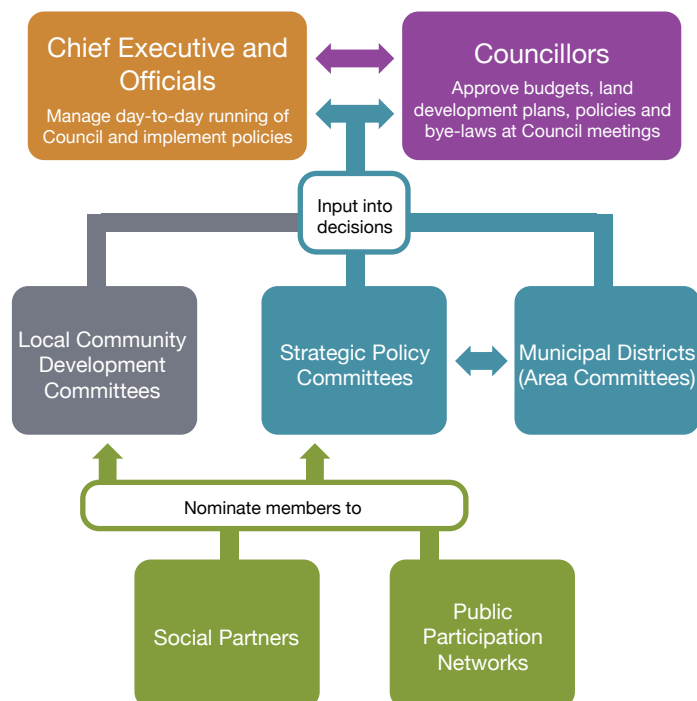 Chief Executive and
Officials
Manage day-to-day running of
Council and implement policies
Councillors
Approve budgets, land
development plans, policies and
bye-laws at Council meetings
Input into
decisions
Local Community
Development
Committees
Strategic Policy
Committees
Municipal Districts
(Area Committees)
Nominate members to
Social Partners
Public
Participation
Networks